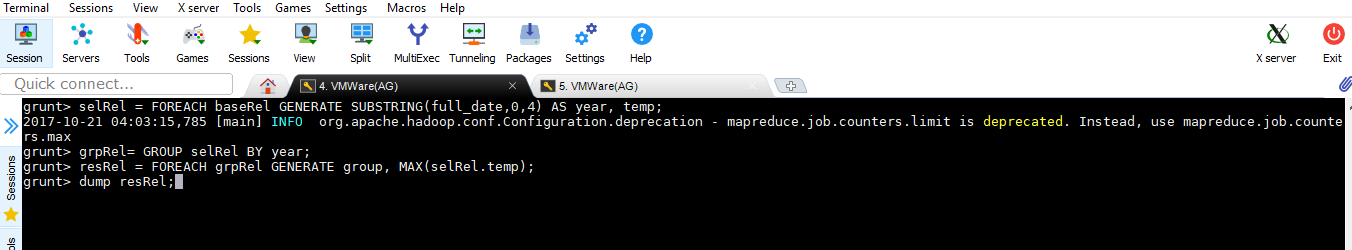 Terminal Sessions View X server Tools Games Settings Macros Help
Session Servers Tools Games Sessions View Split MultiExec Tunneling Packages Settings Help X server Exit
Quick connect... 4. VMWare(AG) 5. VMWare(AG)
grunt> selRel = FOREACH baseRel GENERATE SUBSTRING(full_date,0,4) AS year, temp;
2017-10-21 04:03:15,785 [main] INFO  org.apache.hadoop.conf.Configuration.deprecation - mapreduce.job.counters.limit is deprecated. Instead, use mapreduce.job.counte
rs.max
grunt> grpRel= GROUP selRel BY year;
grunt> resRel = FOREACH grpRel GENERATE group, MAX(selRel.temp);
grunt> dump resRel;
Sessions